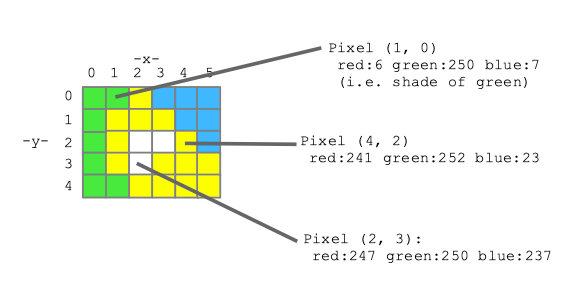 -x-
0 1 2 3 4 5
0
1
-y- 2
3
4
Pixel (1, 0)
red:6 green:250 blue:7
(i.e. shade of green)
Pixel (4, 2)
red:241 green:252 blue:23
Pixel (2, 3):
red:247 green:250 blue:237